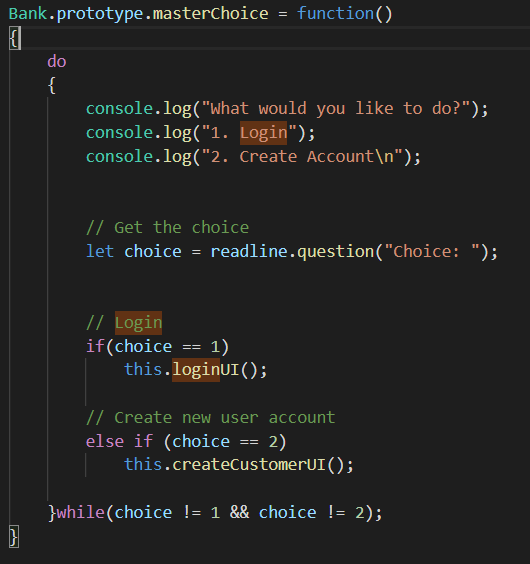 Bank.prototype.masterChoice = function()
{
do
{
console.log("What would you like to do?");
console.log("1. Login");
console.log("2. Create Account\n");
// Get the choice
let choice = readline.question("Choice: ");
// Login
if(choice == 1)
this.loginUI();
// Create new user account
else if (choice == 2)
this.createCustomerUI();
}while(choice != 1 && choice != 2);
}